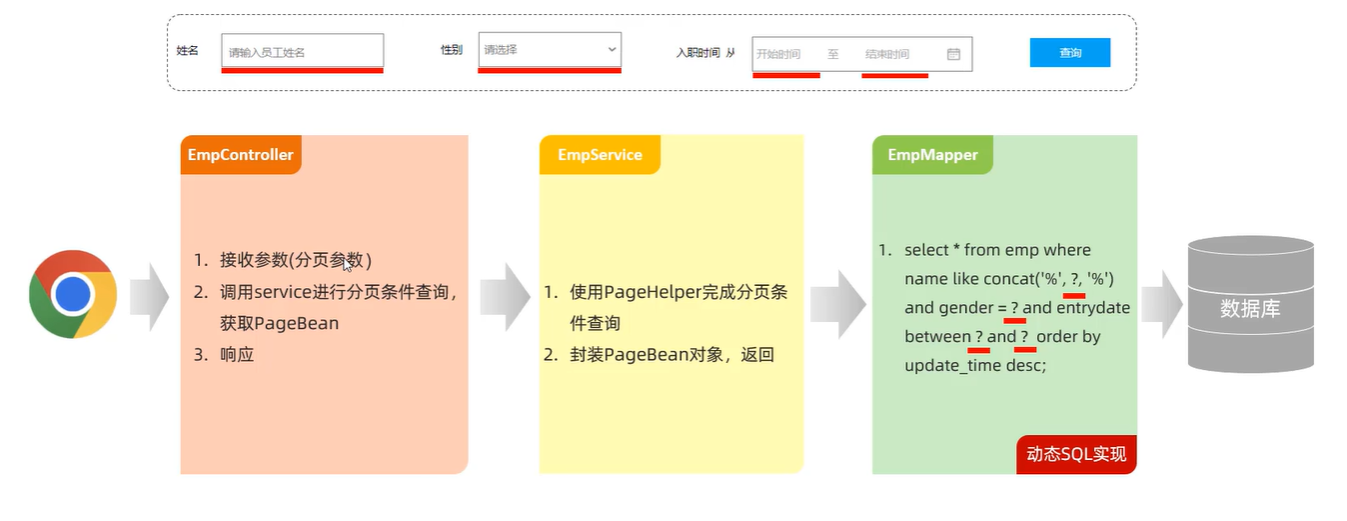 姓名 请输入员工姓名 性别 请选择 入职时间 从 开始时间 至 结束时间 查询
EmpController
1. 接收参数(分页参数)
2. 调用service进行分页条件查询，
获取PageBean
3. 响应
EmpService
1. 使用PageHelper完成分页条
件查询
2. 封装PageBean对象，返回
EmpMapper
1. select * from emp where
name like concat('%', ?, '%')
and gender = ? and entrydate
between ? and ? order by
update_time desc;
动态SQL实现
数据库